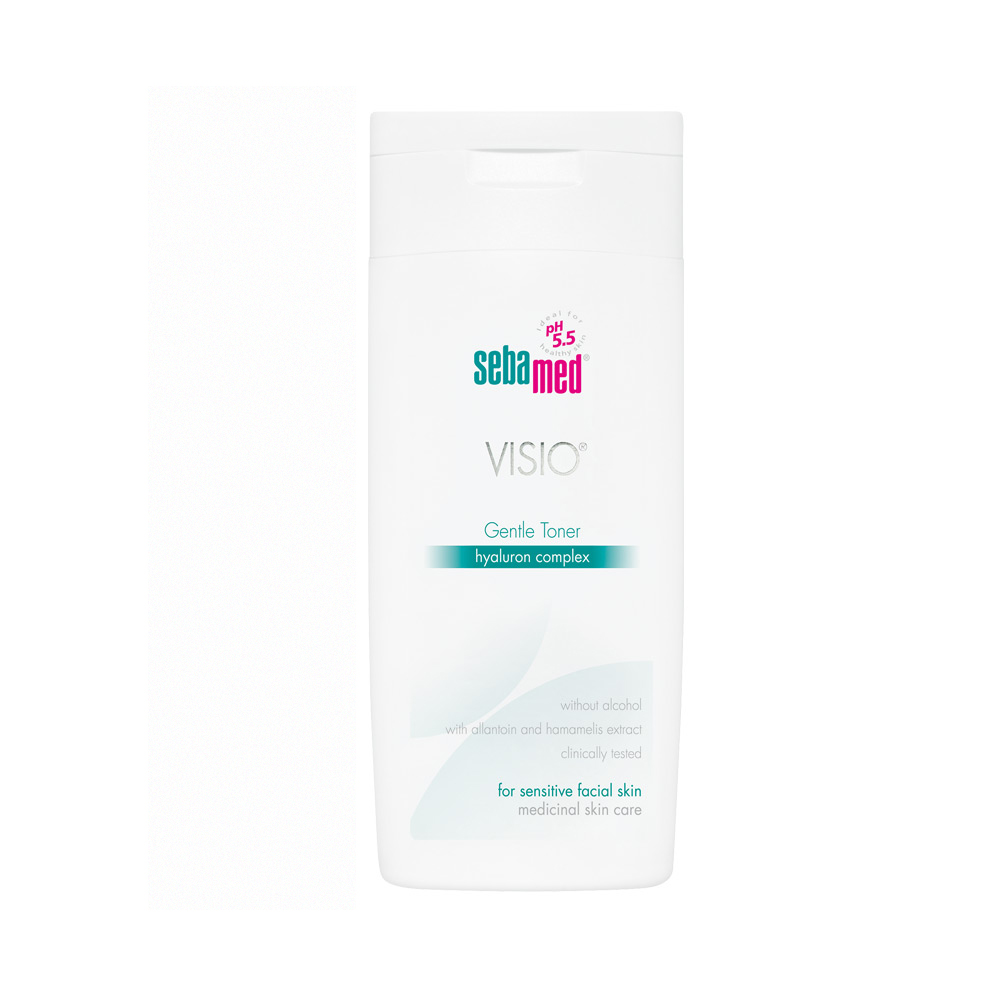 ideal for
pH
5.5
healthy skin
sebamed®
VISIO®
Gentle Toner
hyaluron complex
without alcohol
with allantoin and hamamelis extract
clinically tested
for sensitive facial skin
medicinal skin care